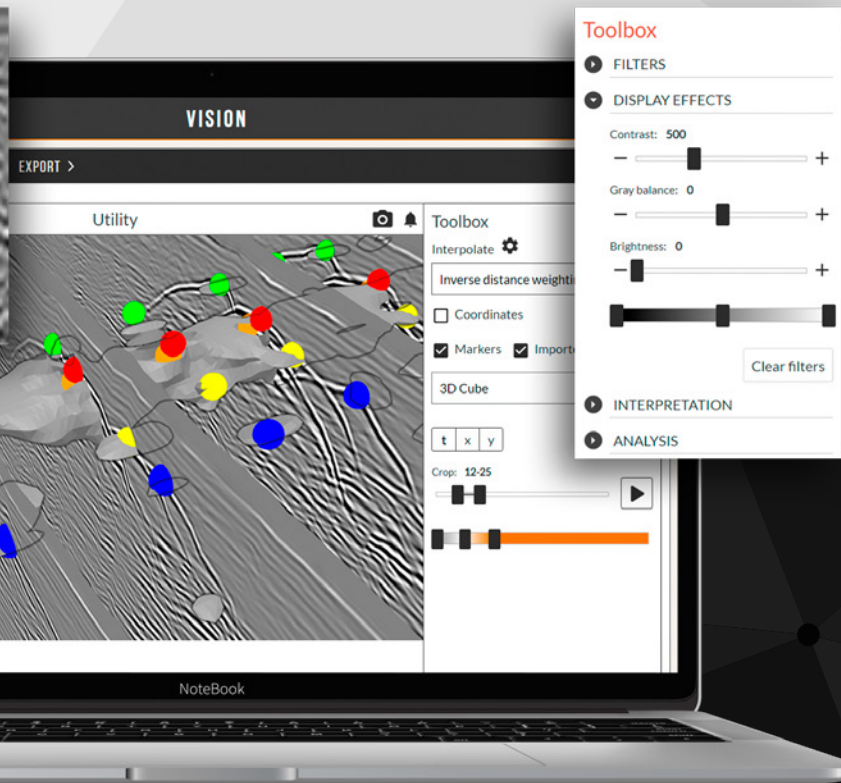 VISION
EXPORT >
Utility
Toolbox
Interpolate
Inverse distance
Coordinates
Markers
3D Cube
t x y
Crop: 12-25
NoteBook
Toolbox
FILTERS
DISPLAY EFFECTS
Contrast: 500
Gray balance: 0
Brightness: 0
Clear filters
INTERPRETATION
ANALYSIS